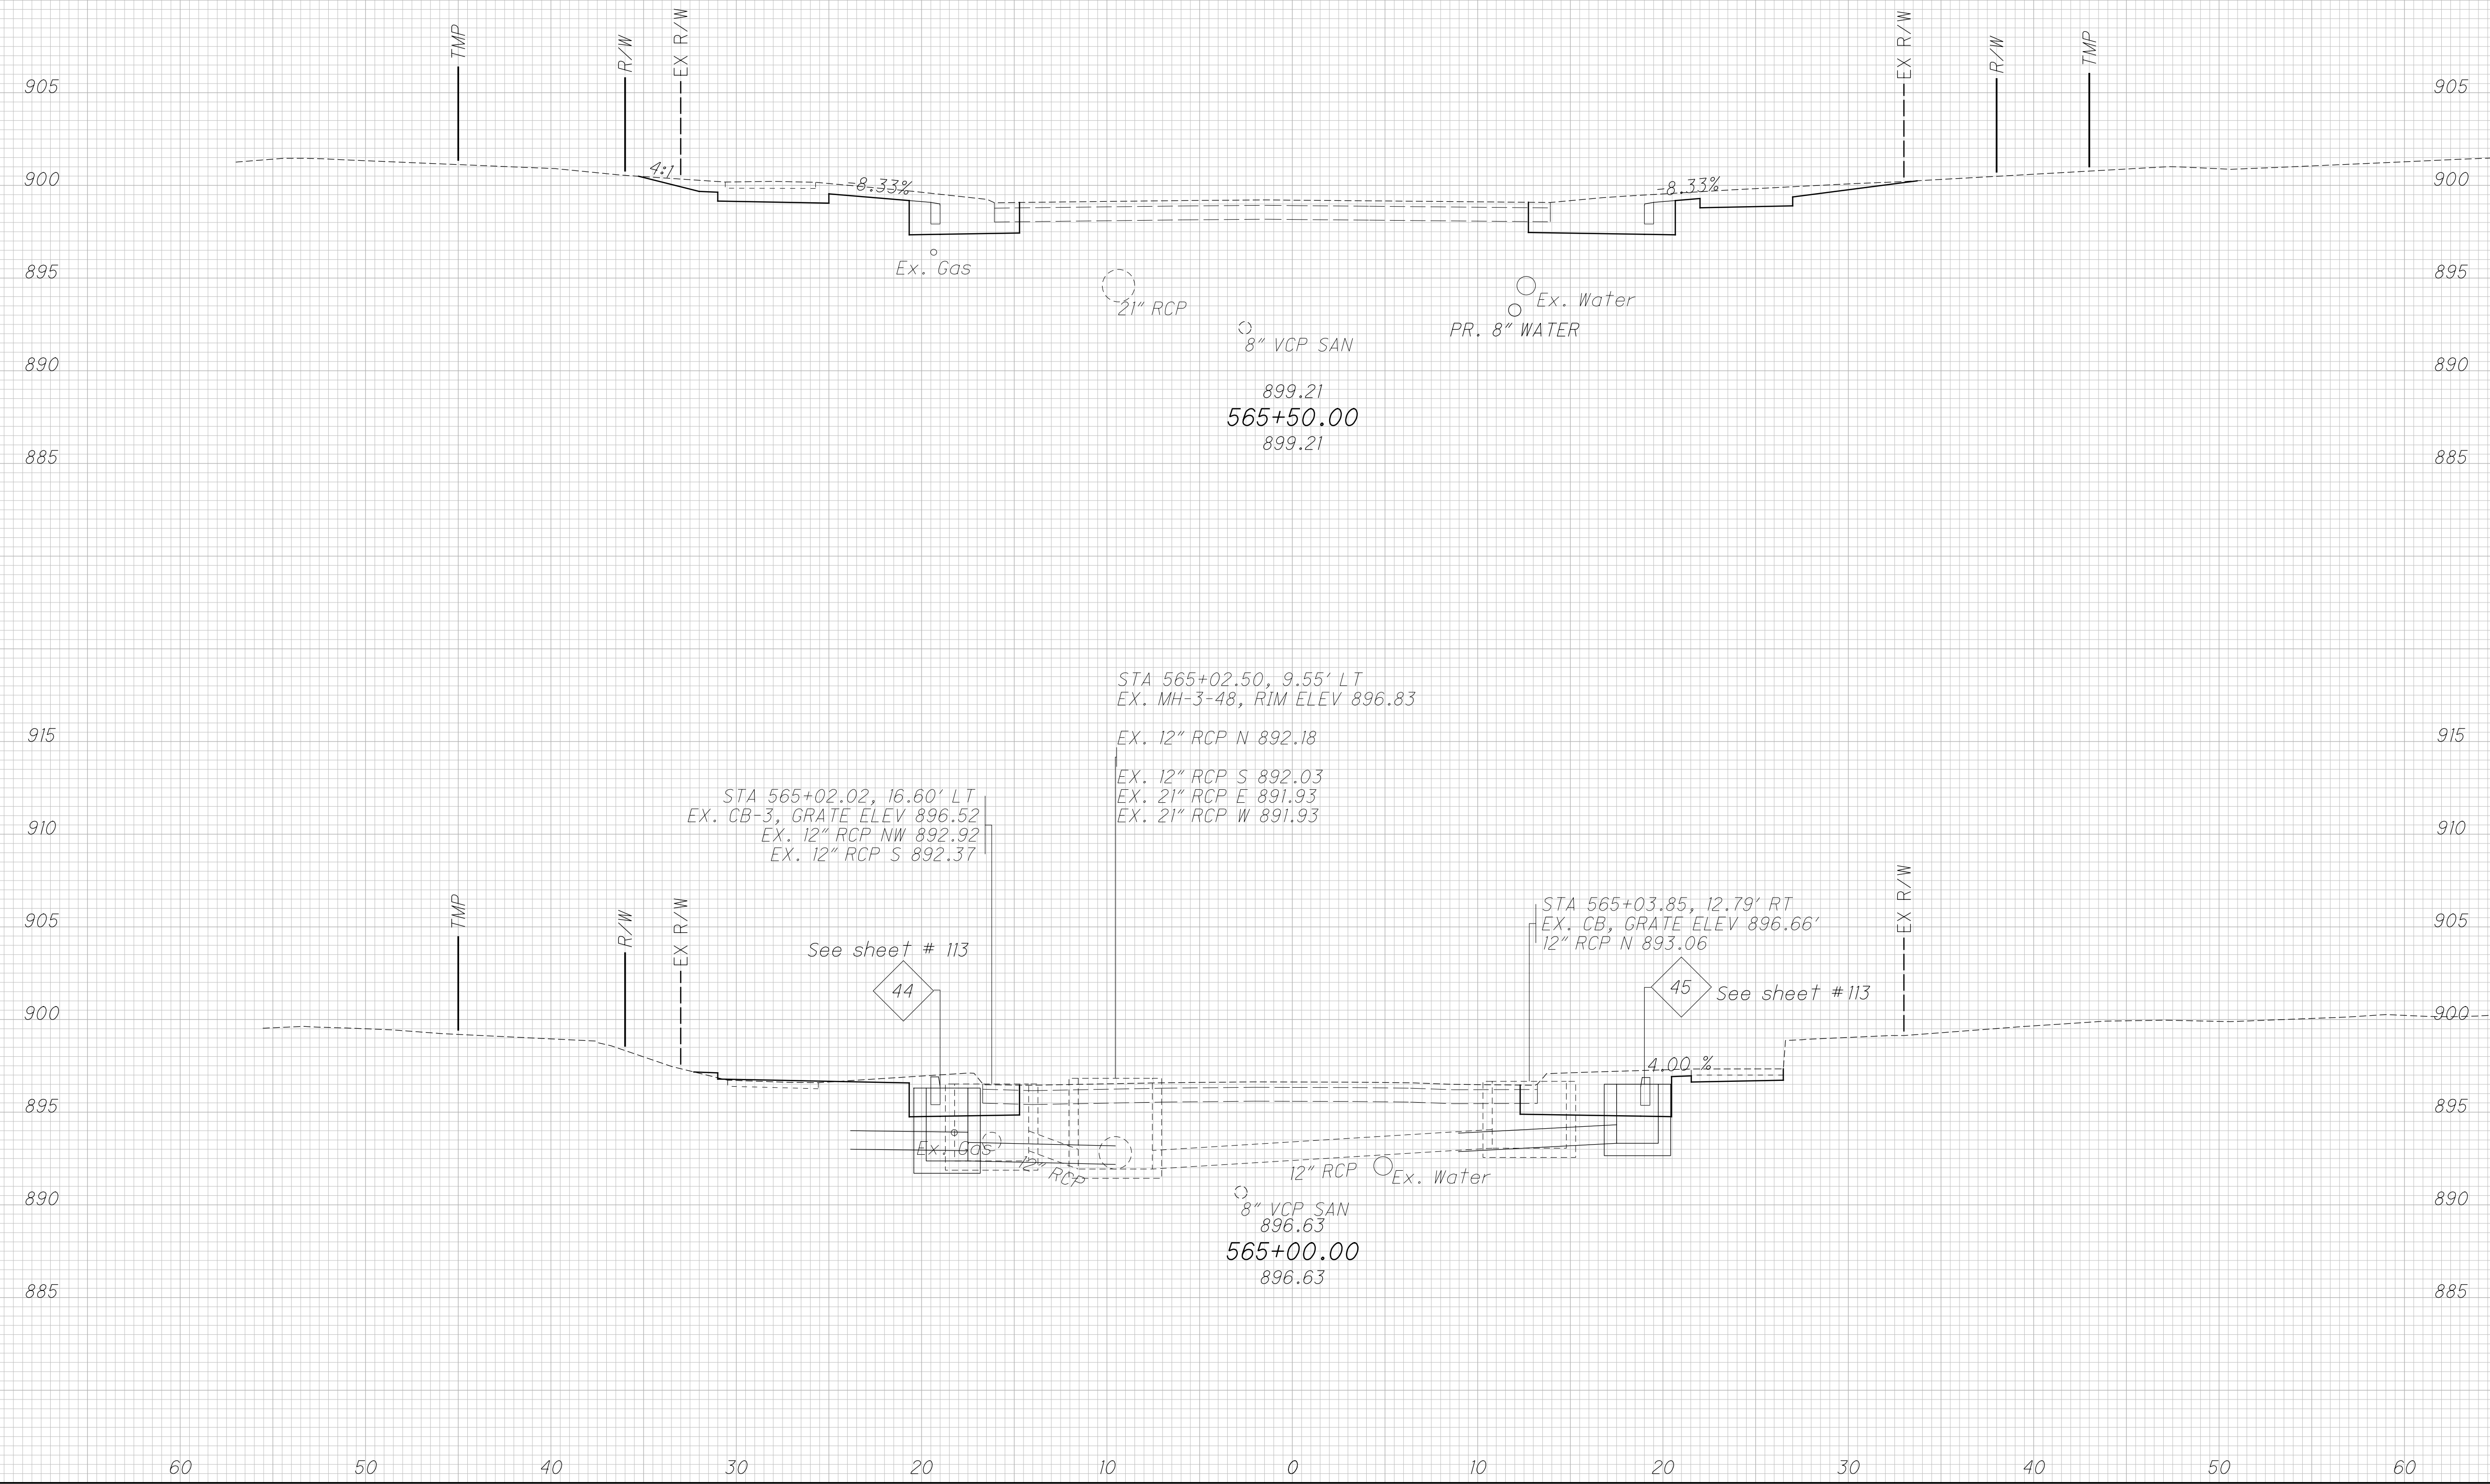 TMP
R/W
EX R/W
EX R/W
R/W
TMP
905
905
900
4:1
-8.33%
-8.33%
900
895
Ex. Gas
21" RCP
Ex. Water
895
8" VCP SAN
PR. 8" WATER
890
890
899.21
565+50.00
899.21
885
885
STA 565+02.50, 9.55' LT
EX. MH-3-48, RIM ELEV 896.83
EX. 12" RCP N 892.18
EX. 12" RCP S 892.03
EX. 21" RCP E 891.93
EX. 21" RCP W 891.93
915
915
STA 565+02.02, 16.60' LT
EX. CB-3, GRATE ELEV 896.52
EX. 12" RCP NW 892.92
EX. 12" RCP S 892.37
910
910
TMP
R/W
EX R/W
STA 565+03.85, 12.79' RT
EX. CB, GRATE ELEV 896.66'
12" RCP N 893.06
EX R/W
905
905
See sheet # 113
44
45
See sheet # 113
900
900
4.00 %
895
895
Ex. Gas
12" RCP
12" RCP
Ex. Water
890
890
8" VCP SAN
896.63
565+00.00
896.63
885
885
60 50 40 30 20 10 0 10 20 30 40 50 60